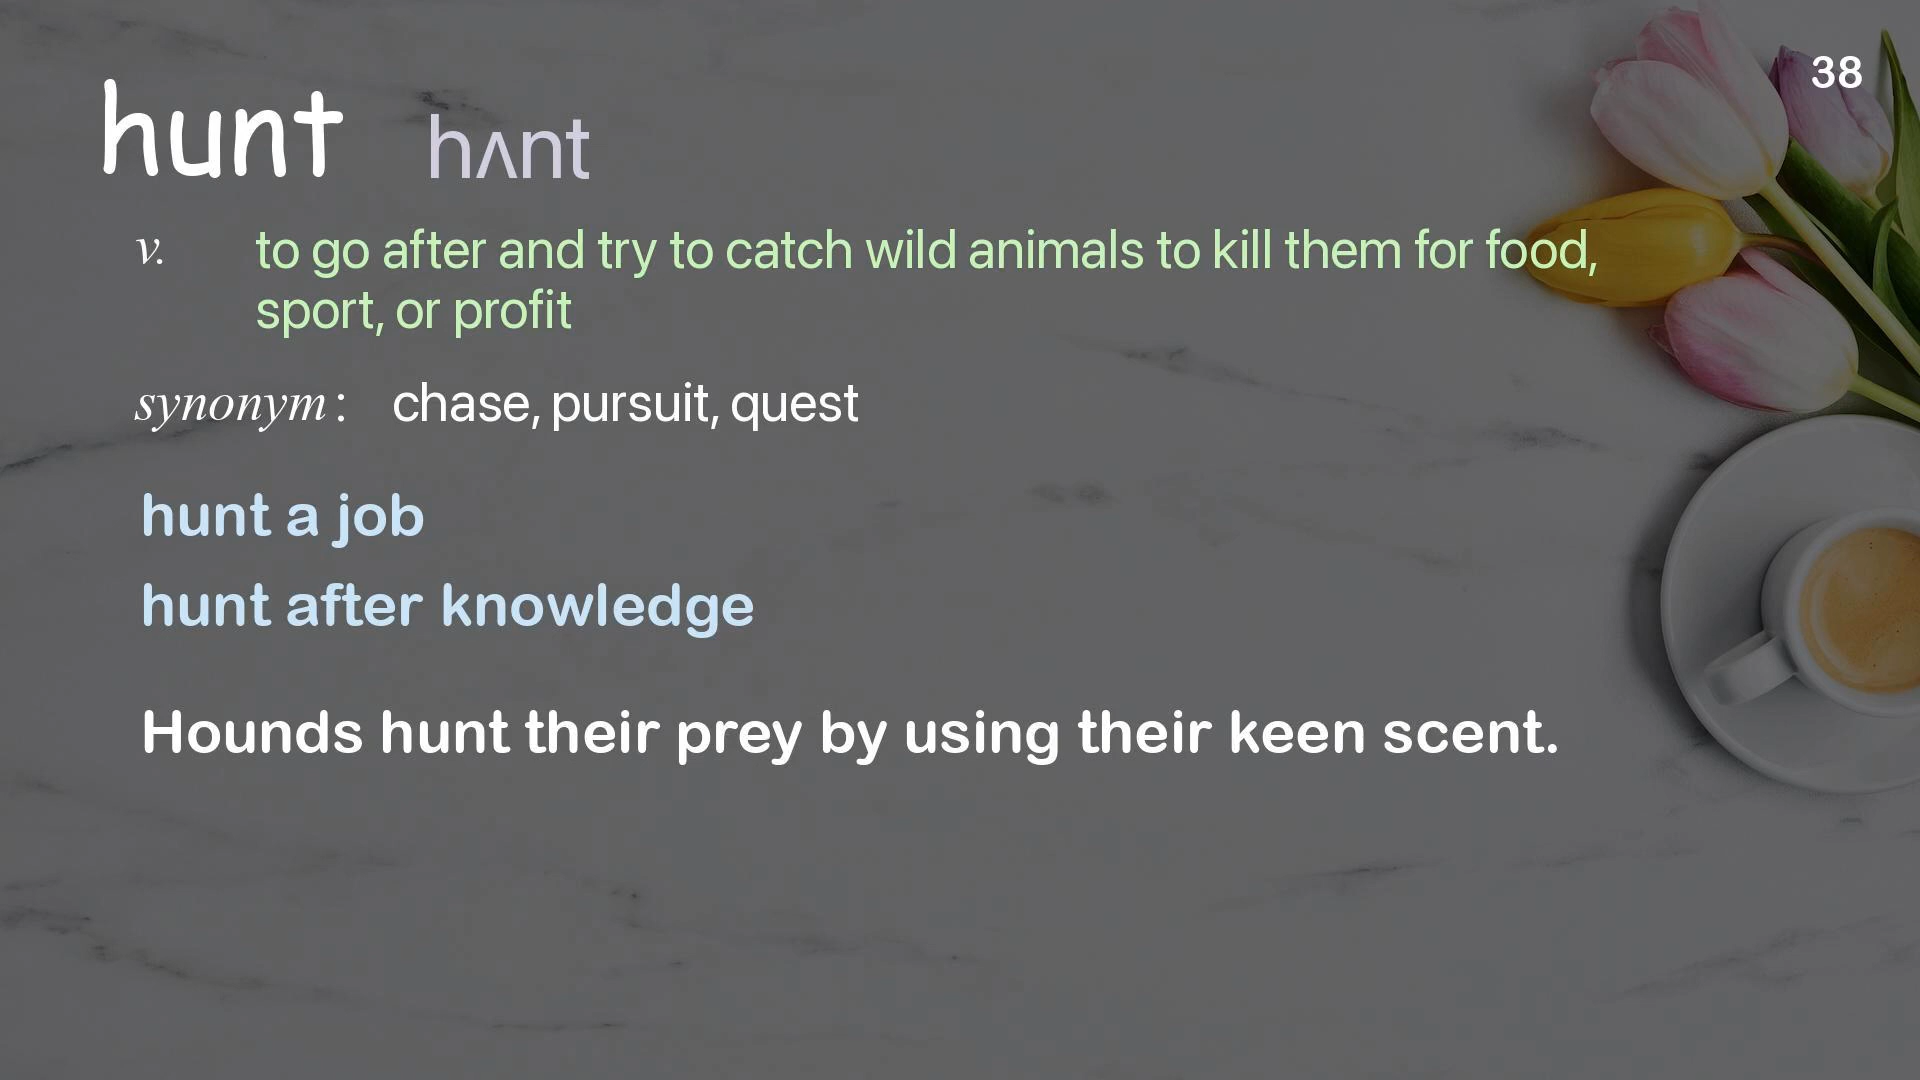 38
hunt hʌnt
v. to go after and try to catch wild animals to kill them for food,
sport, or profit
synonym: chase, pursuit, quest
hunt a job
hunt after knowledge
Hounds hunt their prey by using their keen scent.